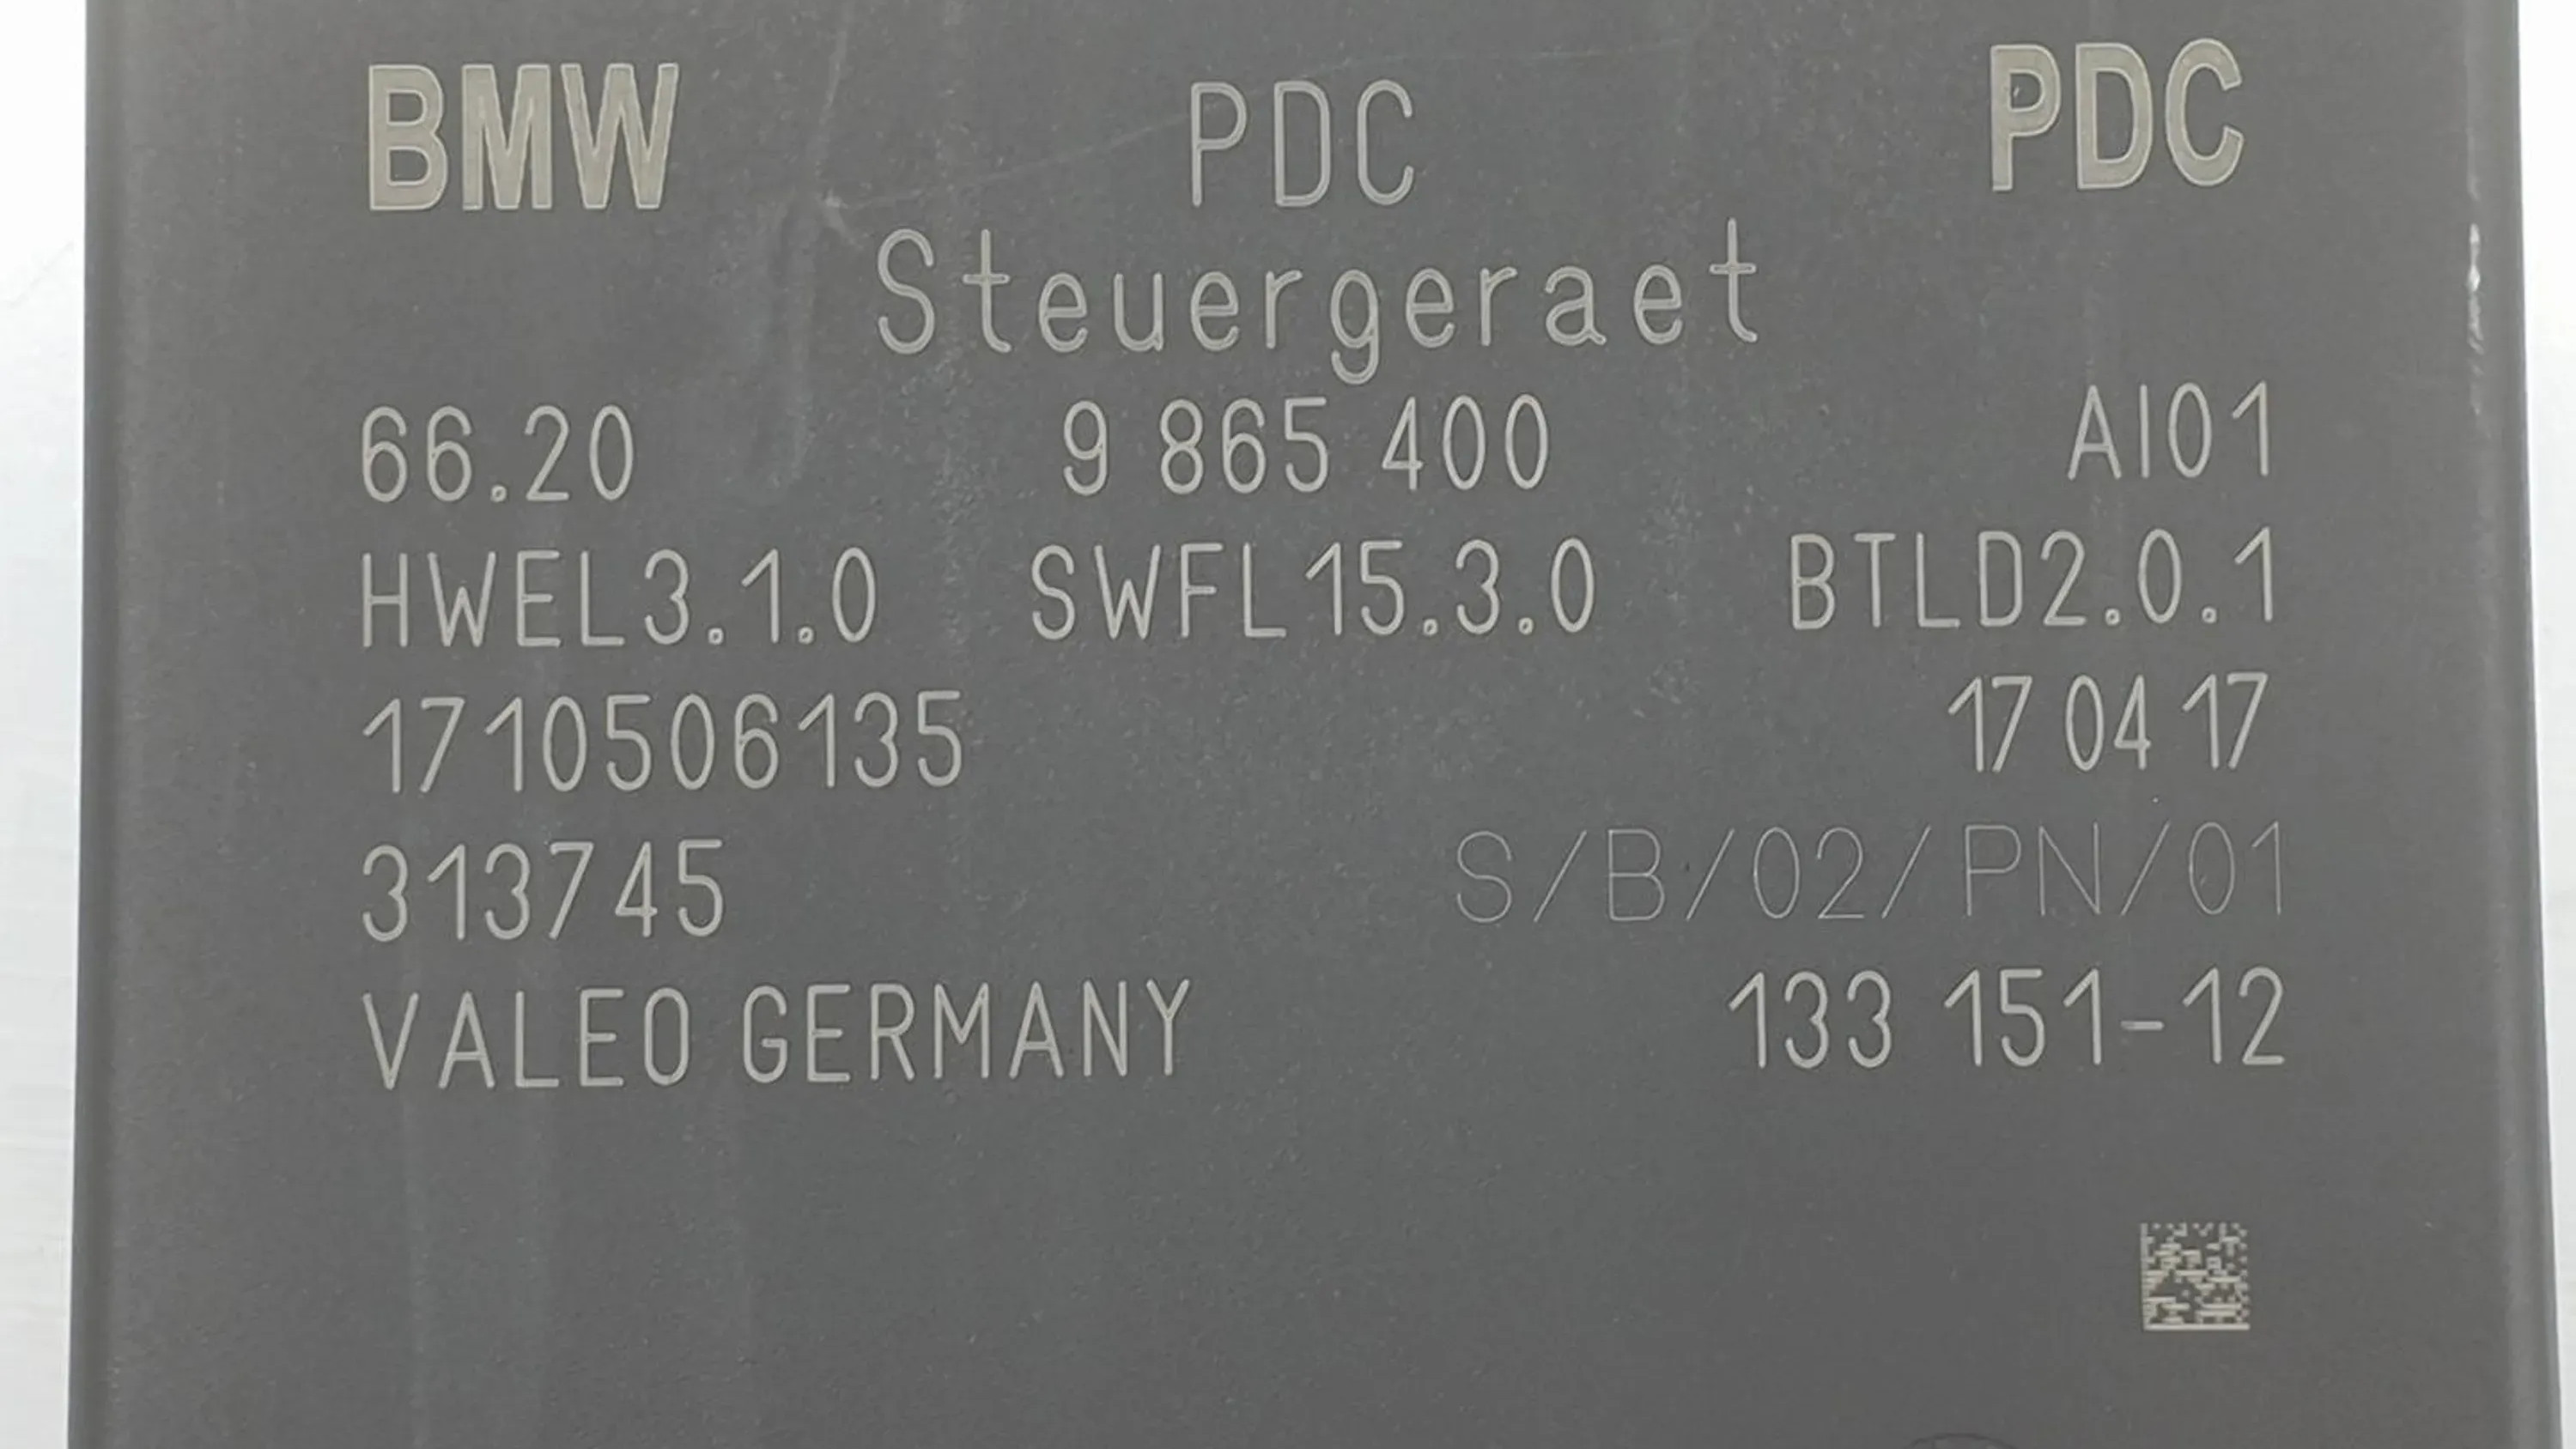 BMW PDC PDC
Steuergeraet
66.20 9 865 400 AI01
HWEL3.1.0 SWFL15.3.0 BTLD2.0.1
1710506135 17 04 17
313745 S/B/02/PN/01
VALEO GERMANY 133 151-12